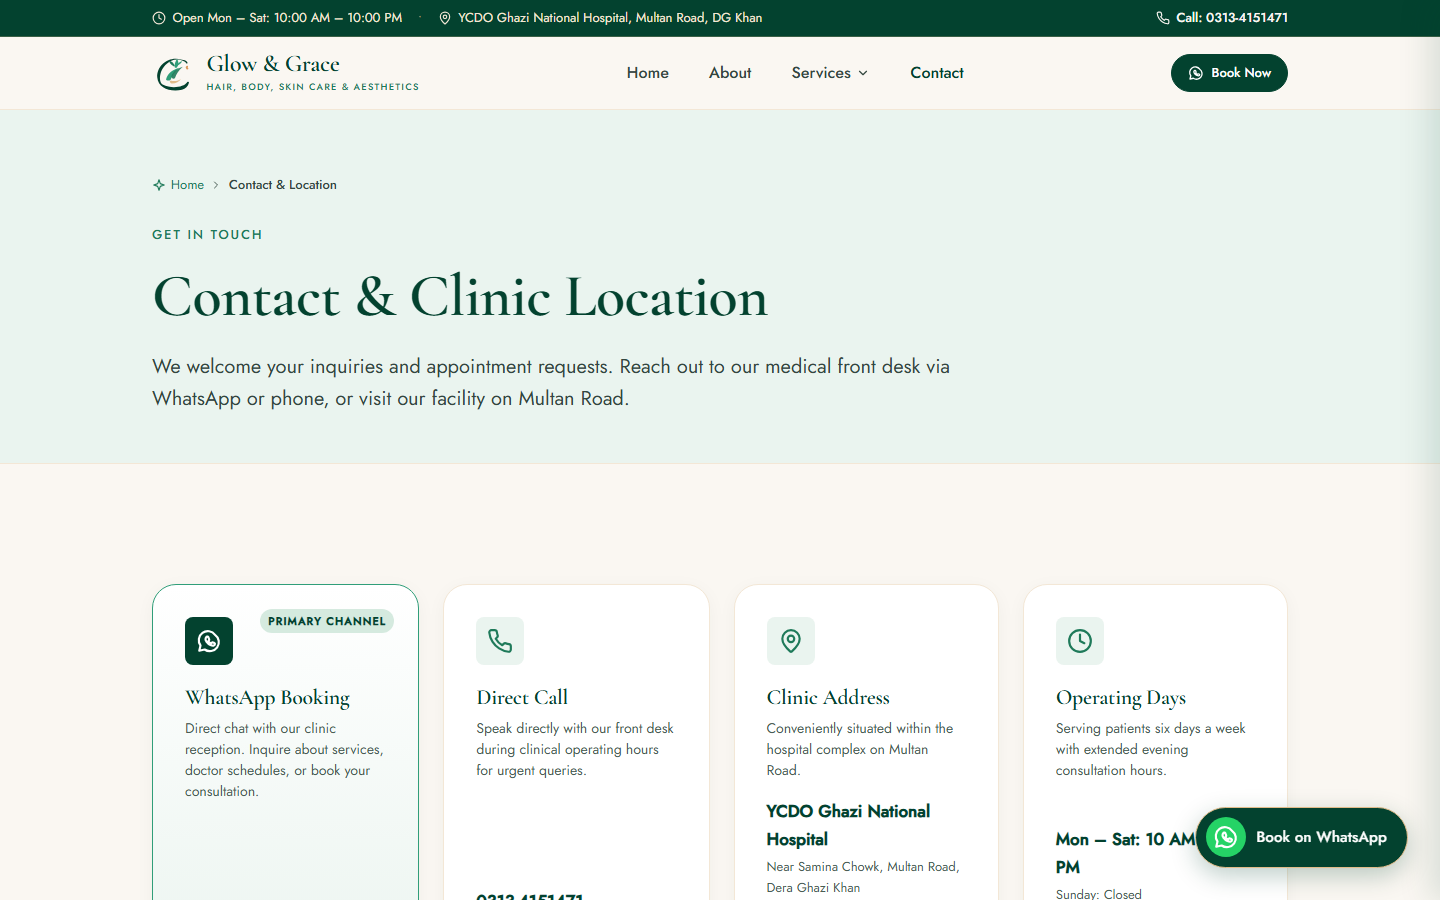 Open Mon – Sat: 10:00 AM – 10:00 PM · YCDO Ghazi National Hospital, Multan Road, DG Khan
Call: 0313-4151471
Glow & Grace
HAIR, BODY, SKIN CARE & AESTHETICS
Home About Services Contact
Book Now
Home > Contact & Location
GET IN TOUCH
Contact & Clinic Location
We welcome your inquiries and appointment requests. Reach out to our medical front desk via
WhatsApp or phone, or visit our facility on Multan Road.
PRIMARY CHANNEL
WhatsApp Booking
Direct chat with our clinic
reception. Inquire about services,
doctor schedules, or book your
consultation.
Direct Call
Speak directly with our front desk
during clinical operating hours
for urgent queries.
0313-4151471
Clinic Address
Conveniently situated within the
hospital complex on Multan
Road.
YCDO Ghazi National
Hospital
Near Samina Chowk, Multan Road,
Dera Ghazi Khan
Operating Days
Serving patients six days a week
with extended evening
consultation hours.
Mon – Sat: 10 AM
PM
Sunday: Closed
Book on WhatsApp